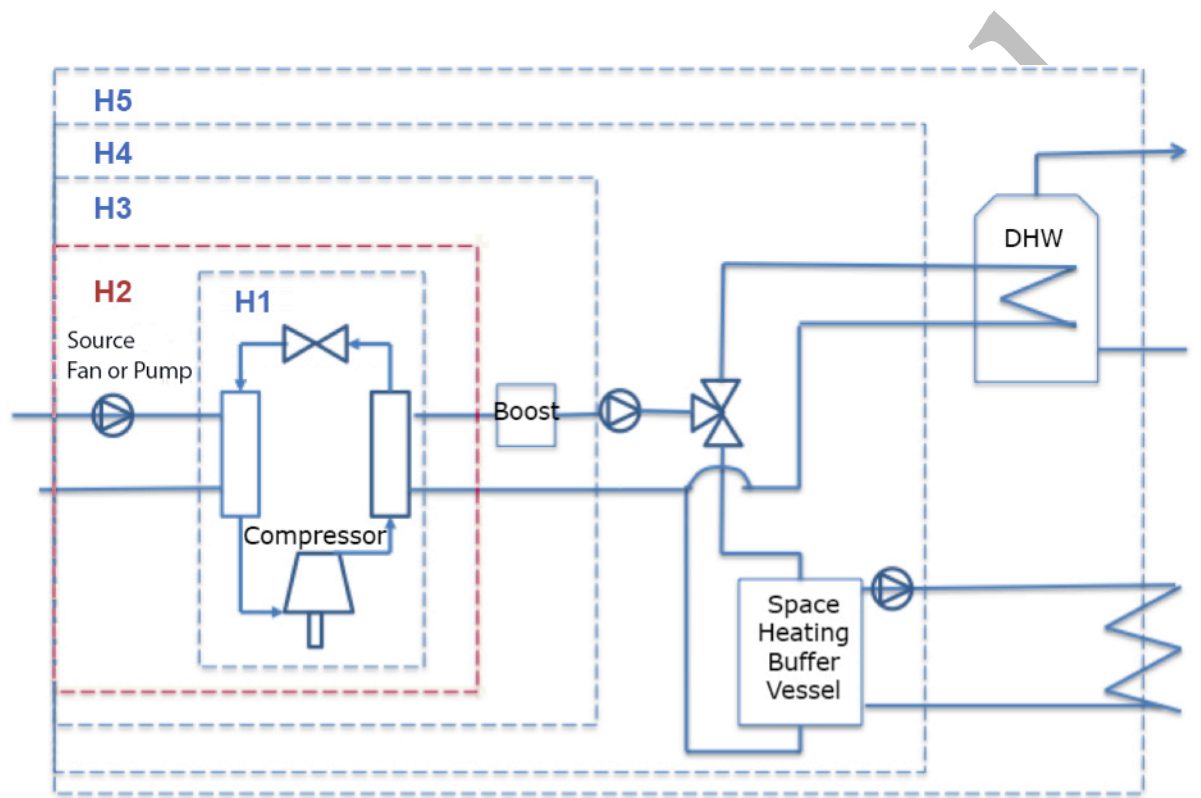 H5
H4
H3
H2
H1
Source
Fan or Pump
DHW
Boost
Compressor
Space
Heating
Buffer
Vessel